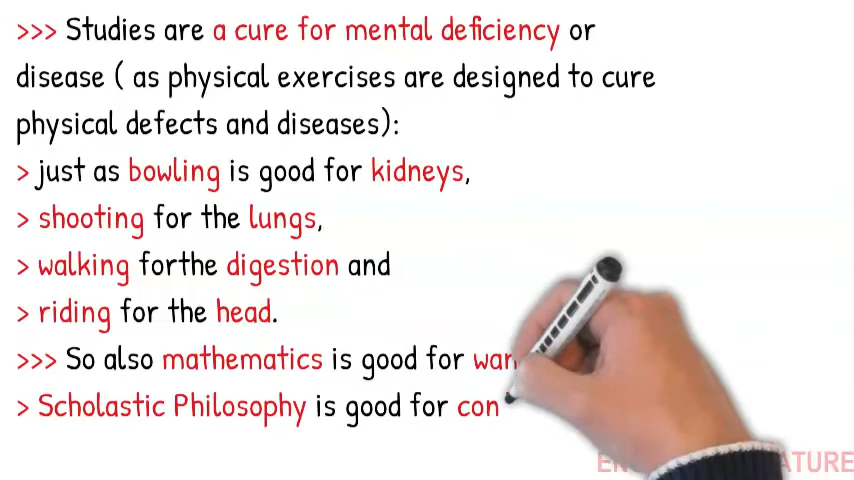 >>> Studies are a cure for mental deficiency or
disease ( as physical exercises are designed to cure
physical defects and diseases):
> just as bowling is good for kidneys,
> shooting for the lungs,
> walking forthe digestion and
> riding for the head.
>>> So also mathematics is good for
> Scholastic Philosophy is good for con